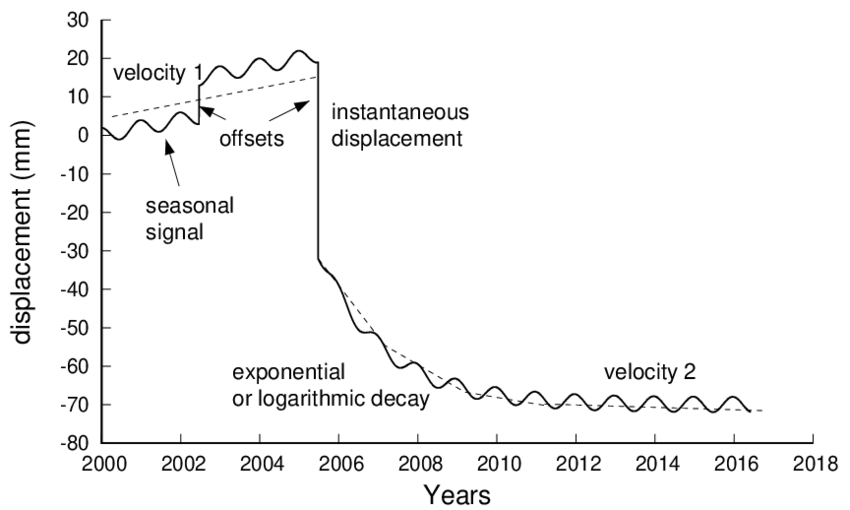 30
20
10
0
-10
-20
-30
-40
-50
-60
-70
-80
displacement (mm)
velocity 1
offsets
instantaneous
displacement
seasonal
signal
exponential
or logarithmic decay
velocity 2
2000 2002 2004 2006 2008 2010 2012 2014 2016 2018
Years